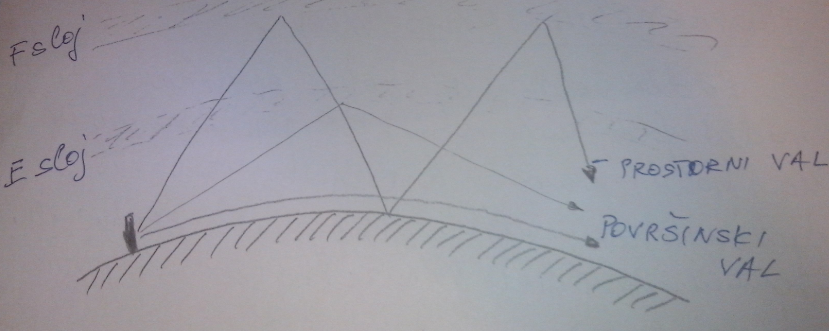 F sloj
E sloj
- PROSTORNI VAL
POVRŠINSKI
VAL